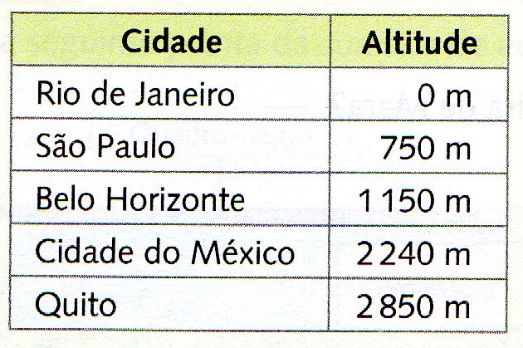 Cidade Altitude
Rio de Janeiro 0 m
São Paulo 750 m
Belo Horizonte 1 150 m
Cidade do México 2 240 m
Quito 2 850 m